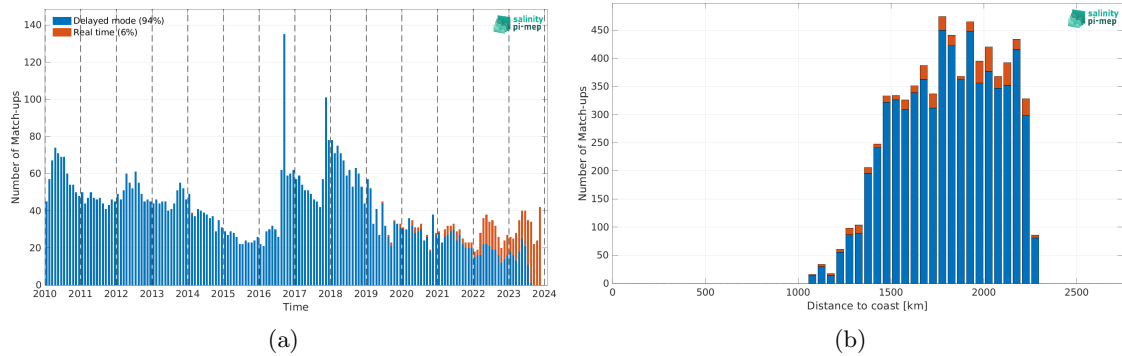 Delayed mode (94%)
Real time (6%)
salinity
pi-mep
140
120
100
80
60
40
20
0
Number of Match-ups
2010 2011 2012 2013 2014 2015 2016 2017 2018 2019 2020 2021 2022 2023 2024
Time
(a)
salinity
pi-mep
450
400
350
300
250
200
150
100
50
0
Number of Match-ups
0 500 1000 1500 2000 2500
Distance to coast [km]
(b)